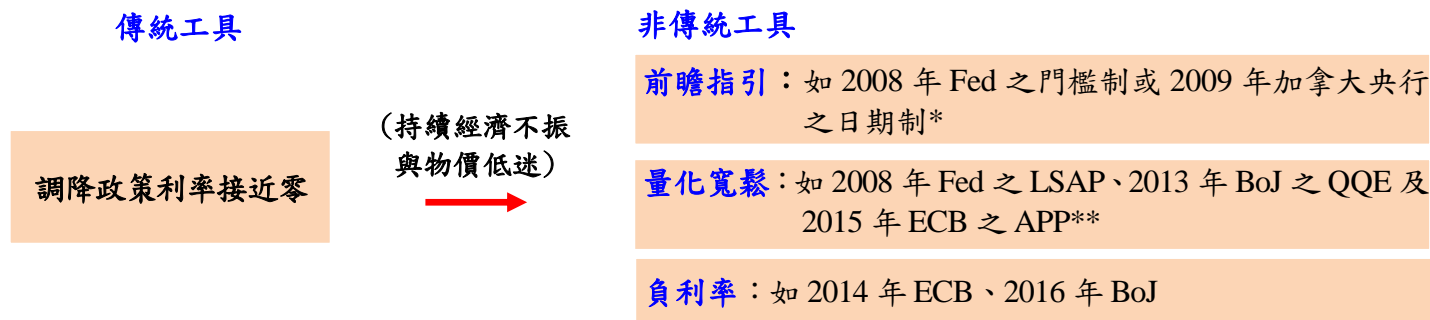 傳統工具
非傳統工具
調降政策利率接近零
(持續經濟不振
與物價低迷)
前瞻指引：如 2008 年 Fed 之門檻制或 2009 年加拿大央行
之日期制*
量化寬鬆：如 2008 年 Fed 之 LSAP、2013 年 BoJ 之 QQE 及
2015 年 ECB 之 APP**
負利率：如 2014 年 ECB、2016 年 BoJ